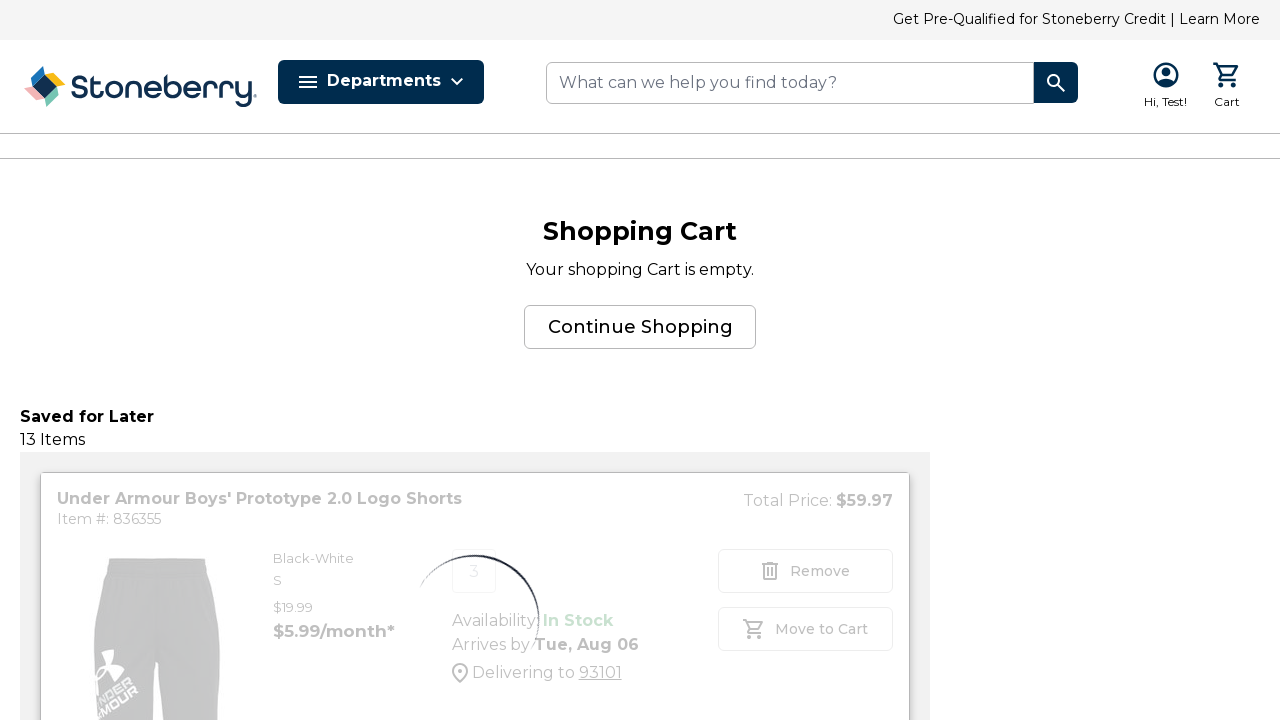 Get Pre-Qualified for Stoneberry Credit | Learn More
Stoneberry®
Departments
What can we help you find today?
Hi, Test!
Cart
Shopping Cart
Your shopping Cart is empty.
Continue Shopping
Saved for Later
13 Items
Under Armour Boys' Prototype 2.0 Logo Shorts
Total Price: $59.97
Item #: 836355
Black-White
S
$19.99
$5.99/month*
3
Availability: In Stock
Arrives by Tue, Aug 06
Delivering to 93101
Remove
Move to Cart
UNDER ARMOUR